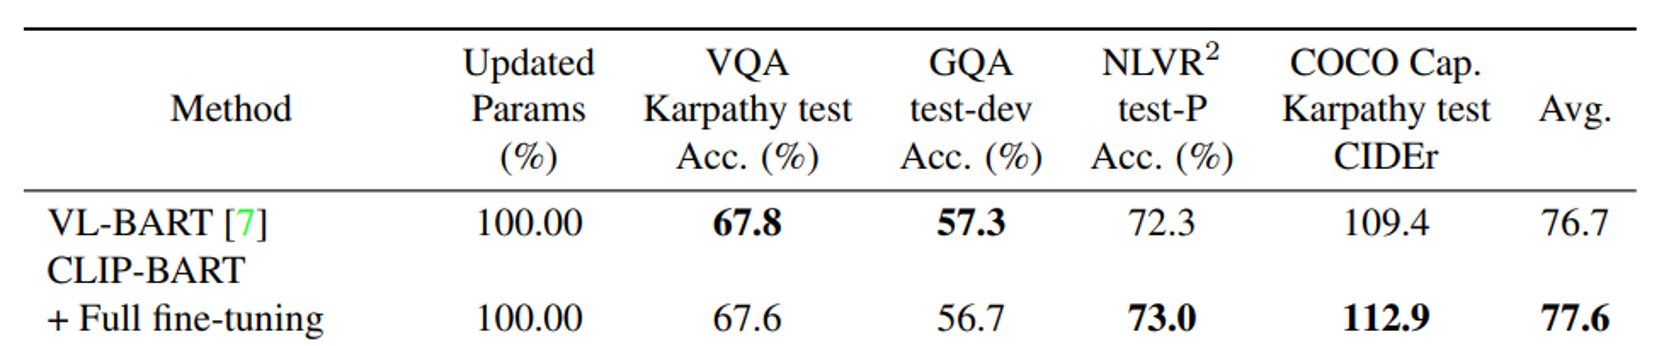 Updated VQA GQA NLVR² COCO Cap.
Method Params Karpathy test test-dev test-P Karpathy test Avg.
(%) Acc. (%) Acc. (%) Acc. (%) CIDEr
VL-BART [7] 100.00 67.8 57.3 72.3 109.4 76.7
CLIP-BART
+ Full fine-tuning 100.00 67.6 56.7 73.0 112.9 77.6